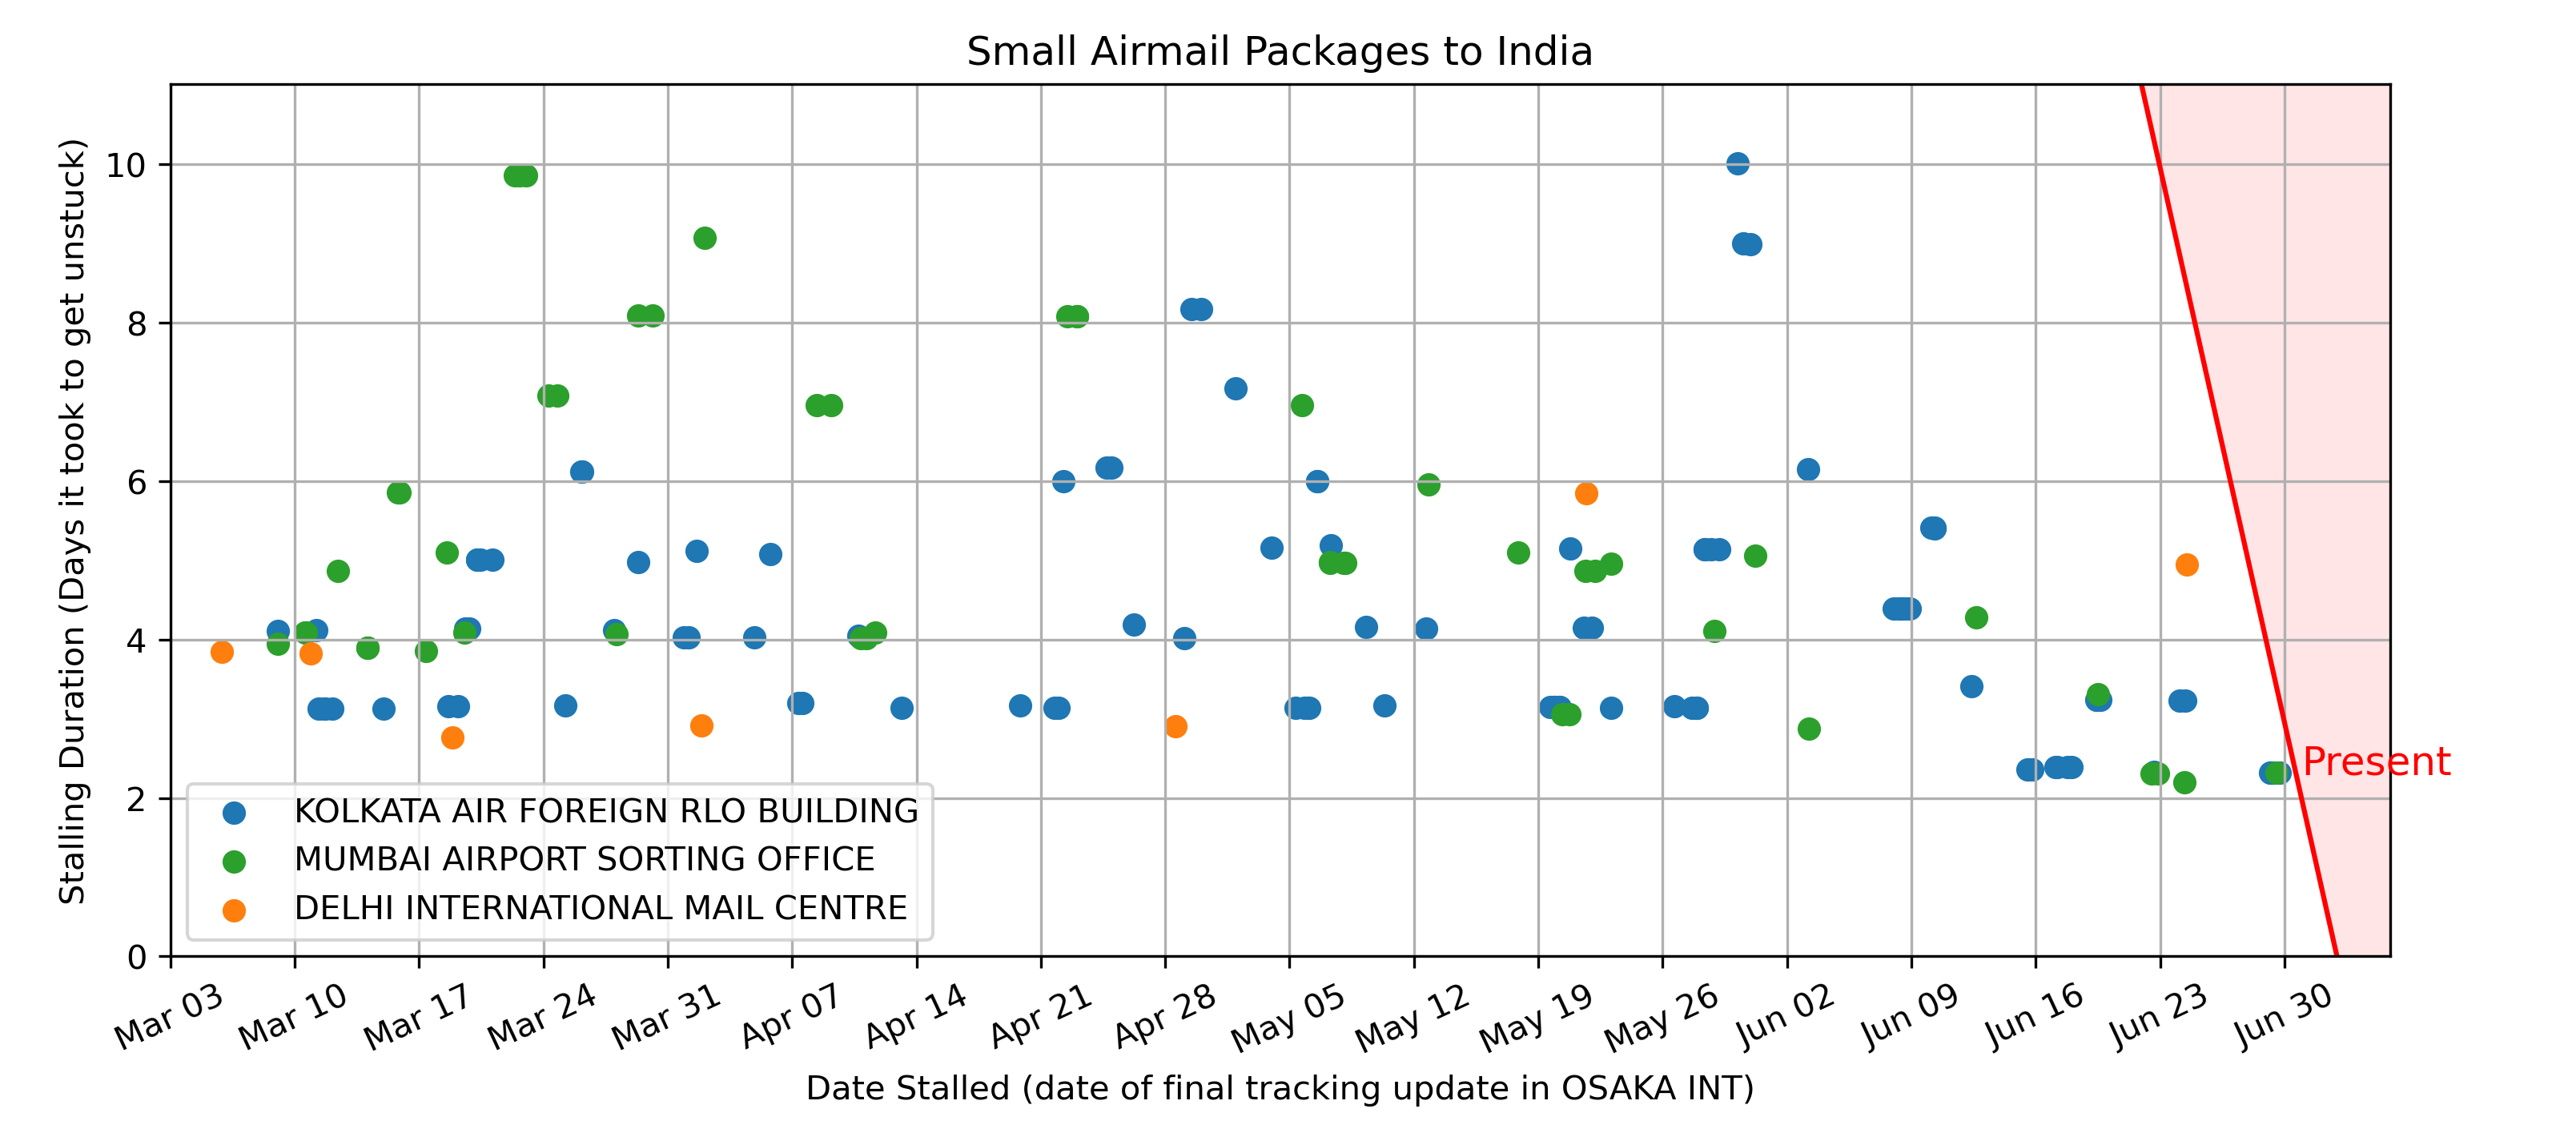 Small Airmail Packages to India
Stalling Duration (Days it took to get unstuck)
10
8
6
4
2
0
Present
KOLKATA AIR FOREIGN RLO BUILDING
MUMBAI AIRPORT SORTING OFFICE
DELHI INTERNATIONAL MAIL CENTRE
Mar 03
Mar 10
Mar 17
Mar 24
Mar 31
Apr 07
Apr 14
Apr 21
Apr 28
May 05
May 12
May 19
May 26
Jun 02
Jun 09
Jun 16
Jun 23
Jun 30
Date Stalled (date of final tracking update in OSAKA INT)